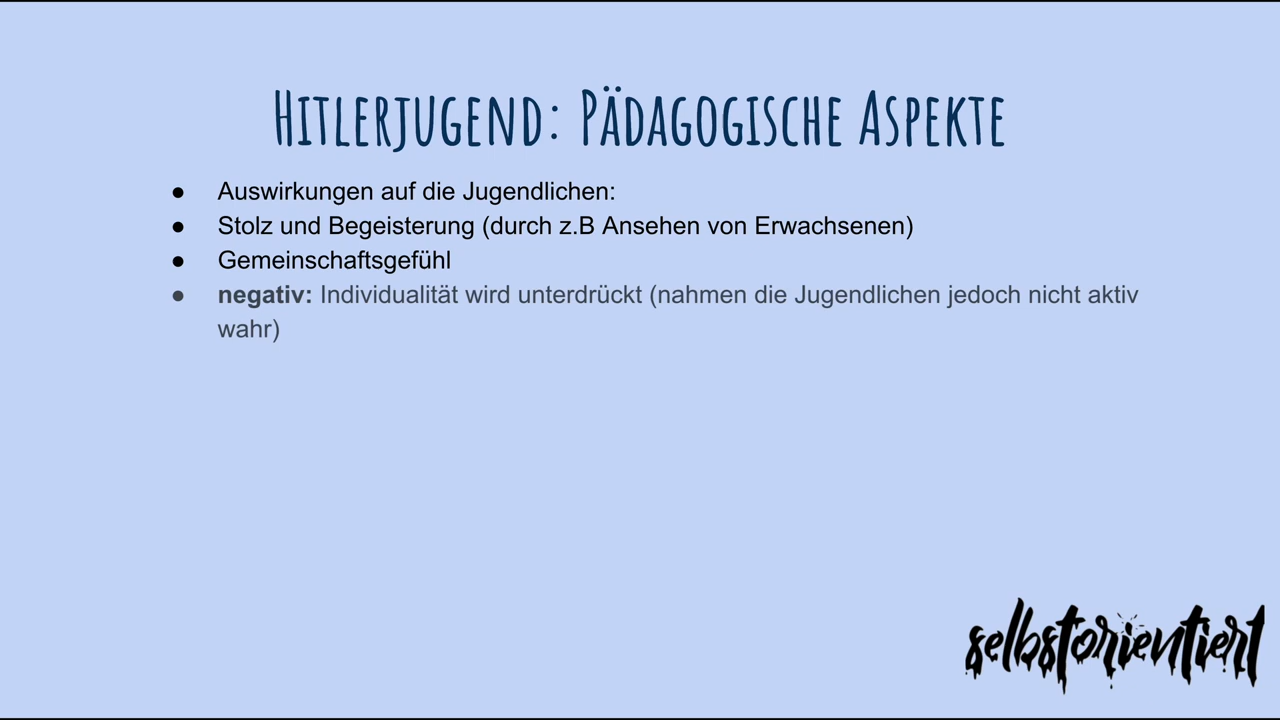 Hitlerjugend: Pädagogische Aspekte
● Auswirkungen auf die Jugendlichen:
● Stolz und Begeisterung (durch z.B Ansehen von Erwachsenen)
● Gemeinschaftsgefühl
● negativ: Individualität wird unterdrückt (nahmen die Jugendlichen jedoch nicht aktiv
wahr)
selbstorientiert